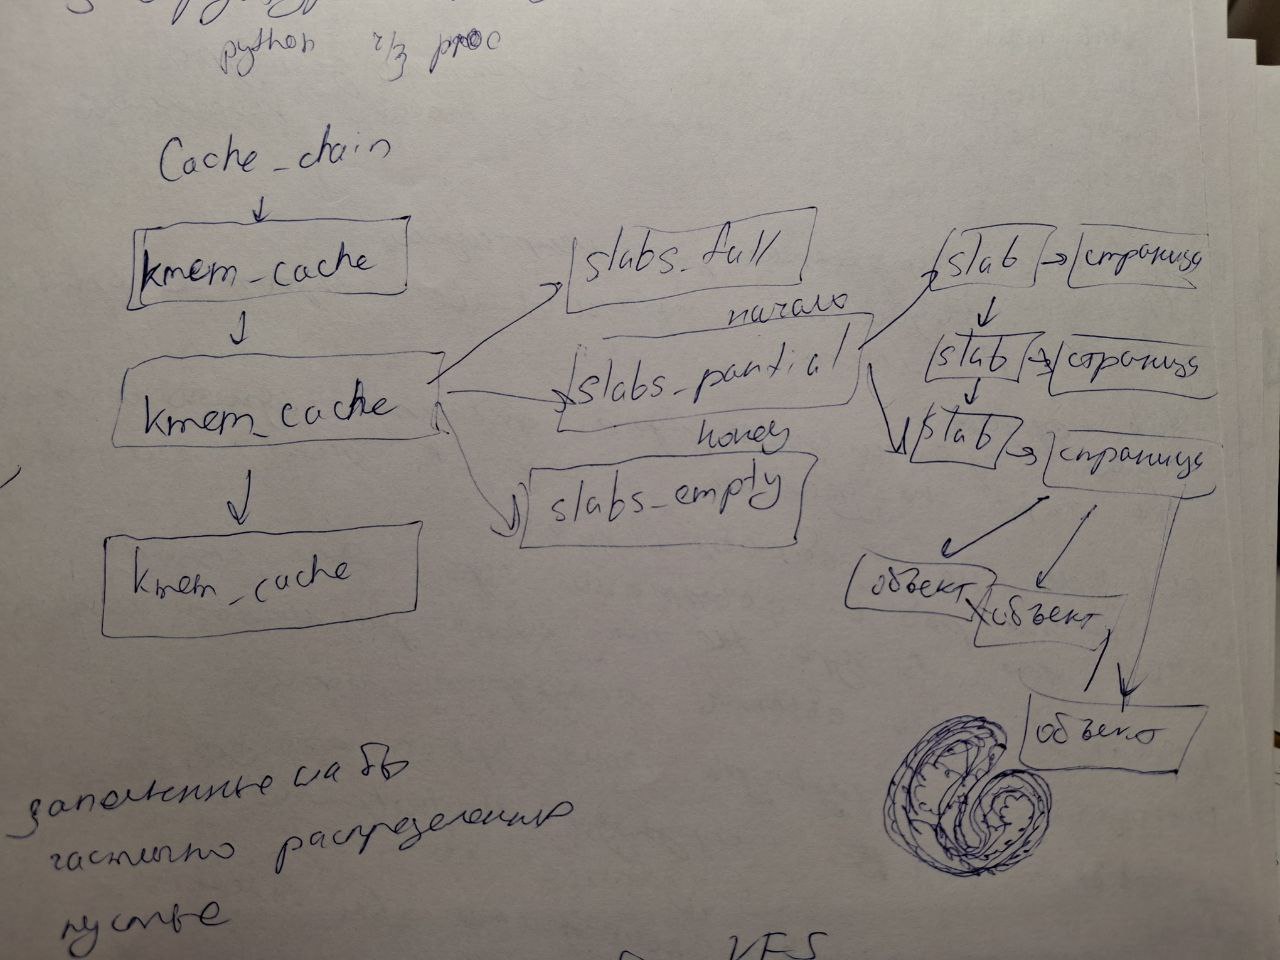 python ч/з proc
Cache_chain
kmem_cache
kmem_cache
kmem_cache
slabs_full
начало
slabs_partial
конец
slabs_empty
slab
страница
slab
страница
slab
страница
объект
объект
объект
заполненные слабы
частично распределенные
пустые
VFS